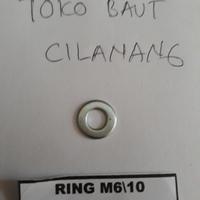 TOKO BAUT
CILANANG
RING M6\10